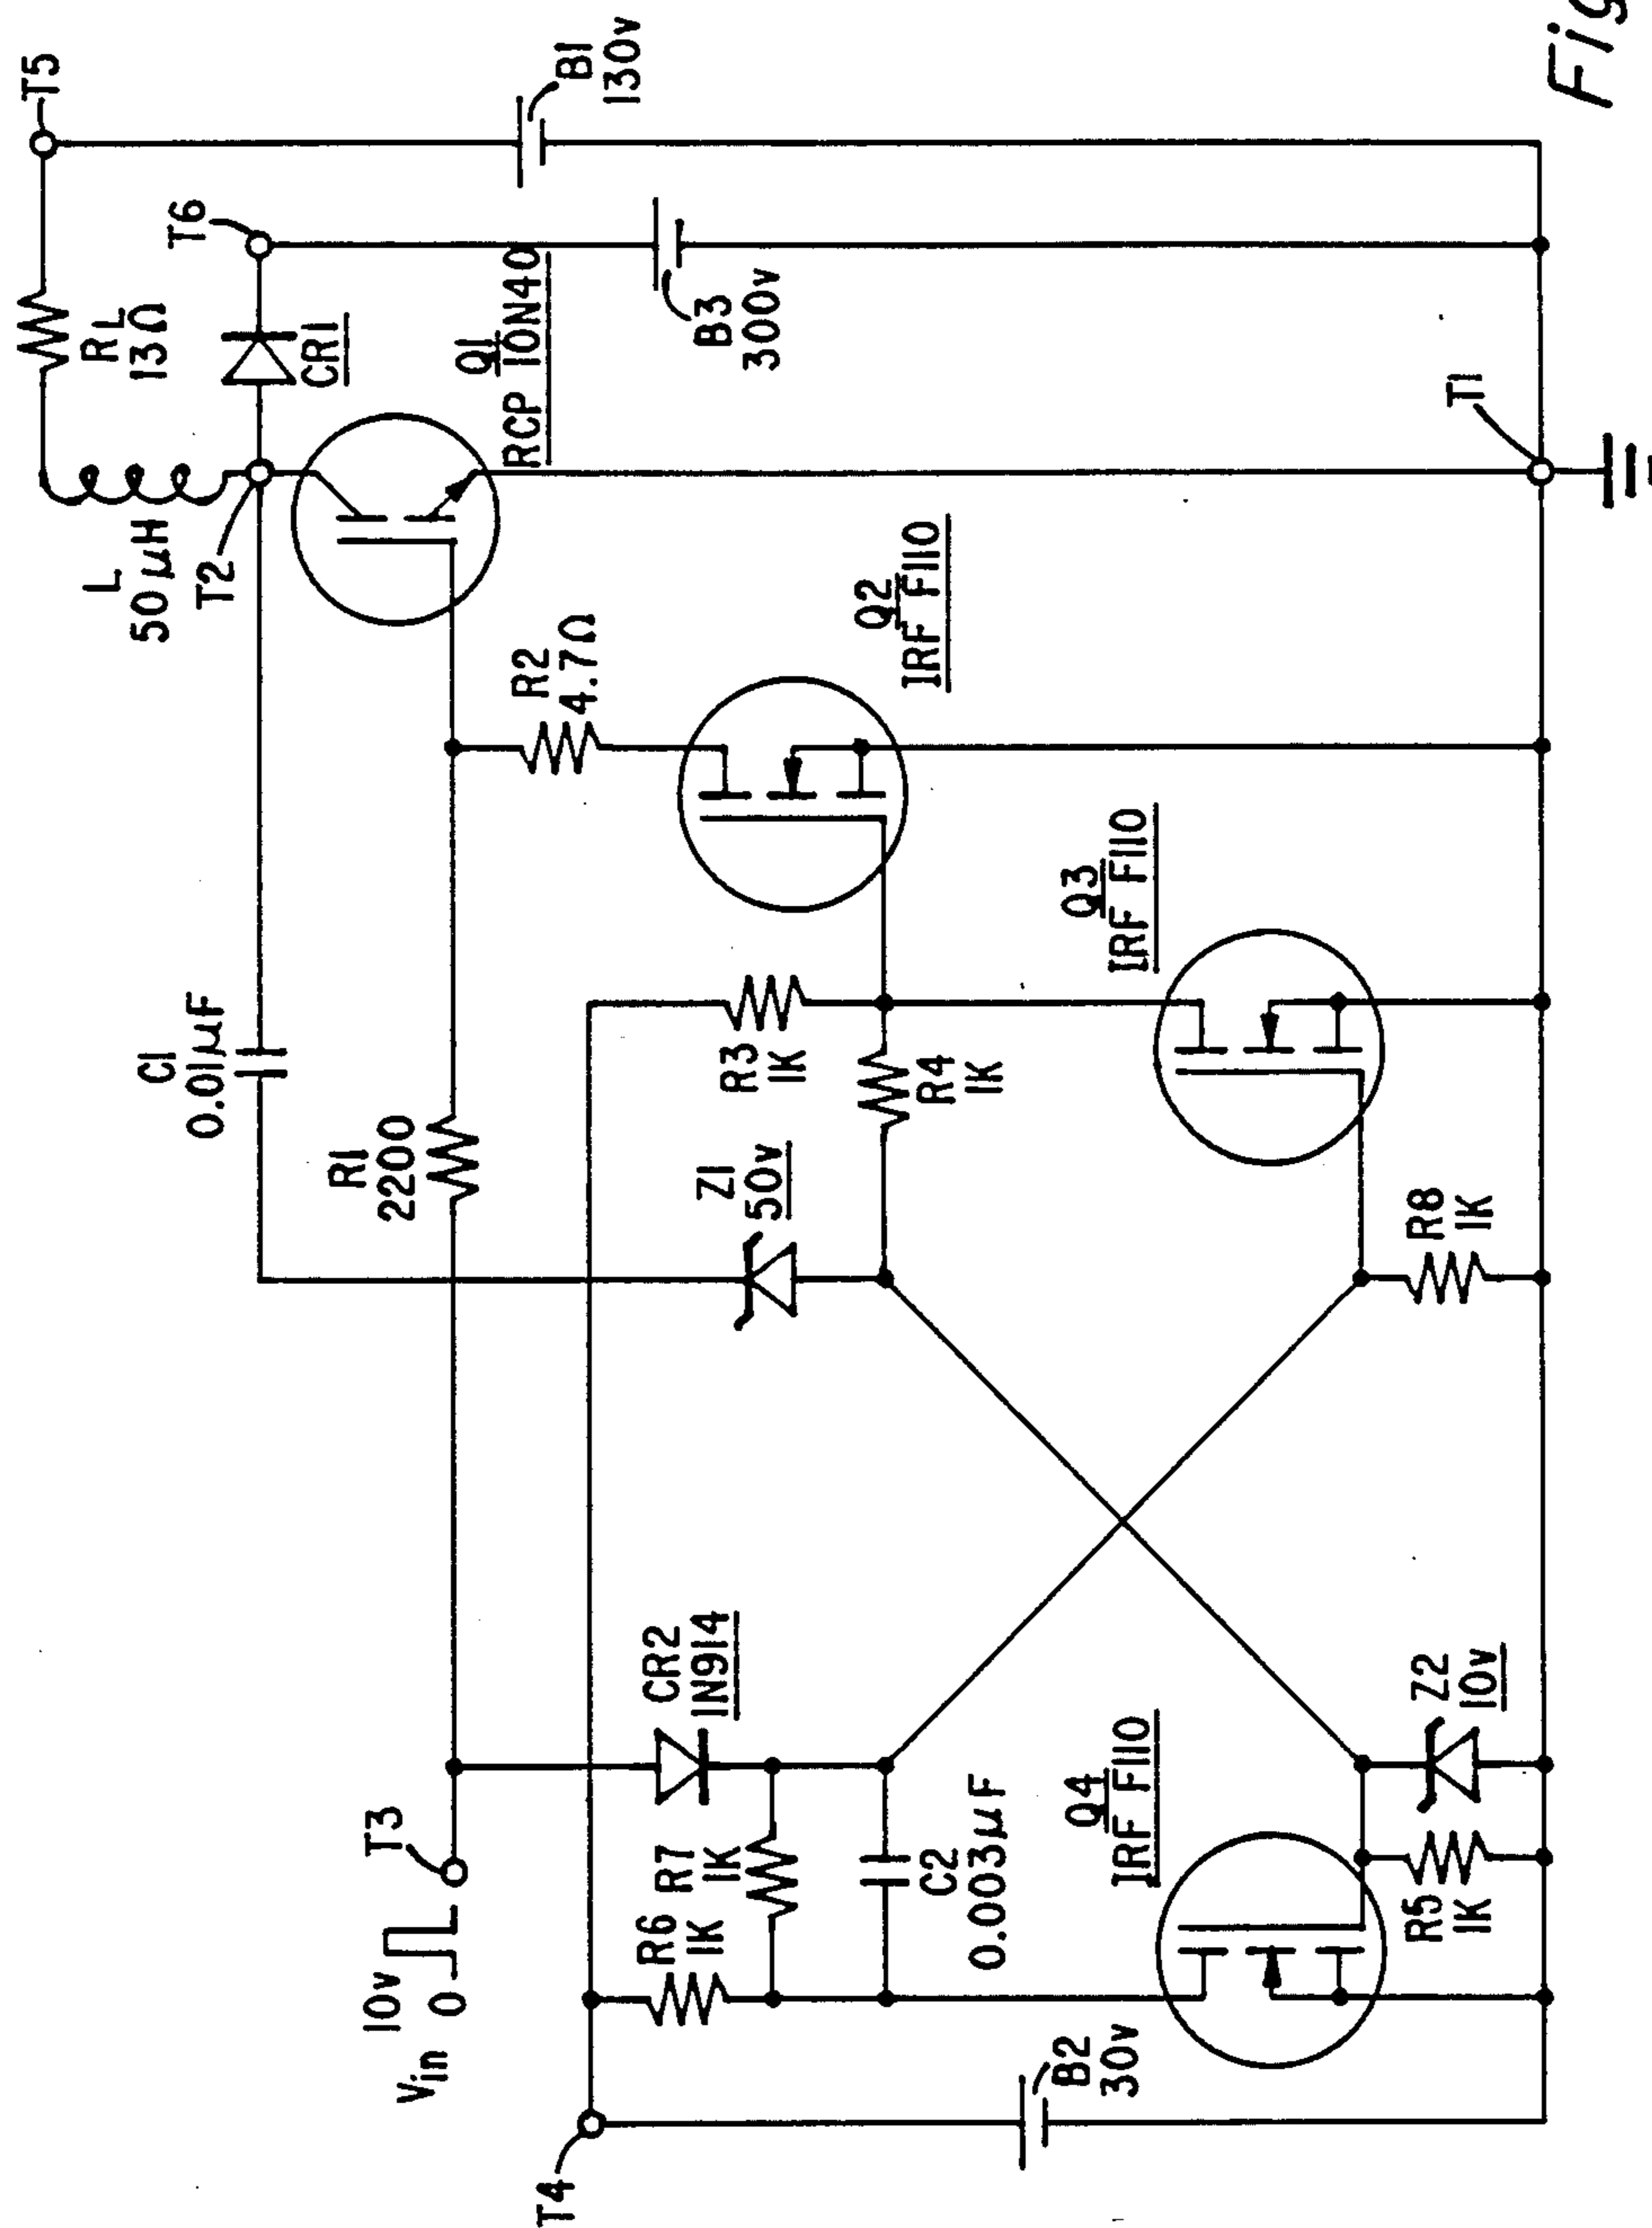 T5
B1
130v
T6
RL
13Ω
CR1
B3
300v
Q1
RCP 10N40
L
50μH
T2
T1
Fig
R2
4.7Ω
Q2
IRF F110
C1
0.01μF
R1
2200
R3
1K
R4
1K
Q3
IRF F110
Z1
50v
R8
1K
CR2
1N914
T3
10v
0
Vin
R7
1K
R6
1K
C2
0.003μF
Q4
IRF F110
Z2
10v
R5
1K
B2
30v
T4